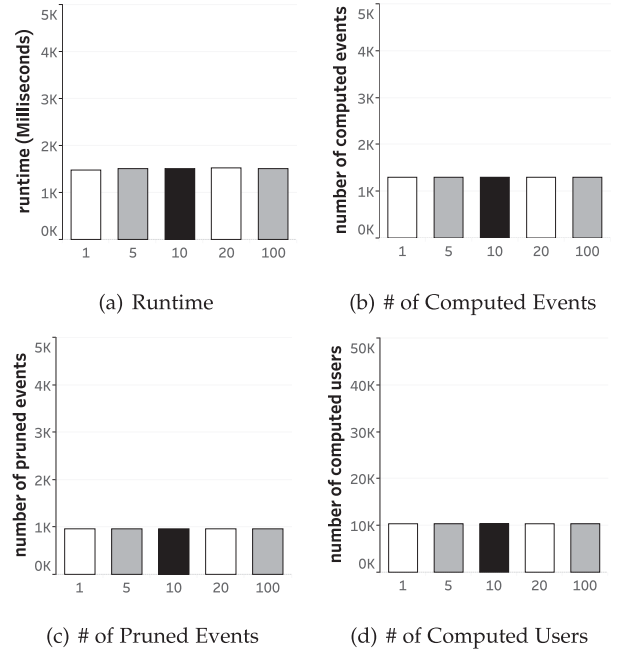 runtime (Milliseconds)
5K
4K
3K
2K
1K
0K
1 5 10 20 100
(a) Runtime
number of computed events
5K
4K
3K
2K
1K
0K
1 5 10 20 100
(b) # of Computed Events
number of pruned events
5K
4K
3K
2K
1K
0K
1 5 10 20 100
(c) # of Pruned Events
number of computed users
50K
40K
30K
20K
10K
0K
1 5 10 20 100
(d) # of Computed Users